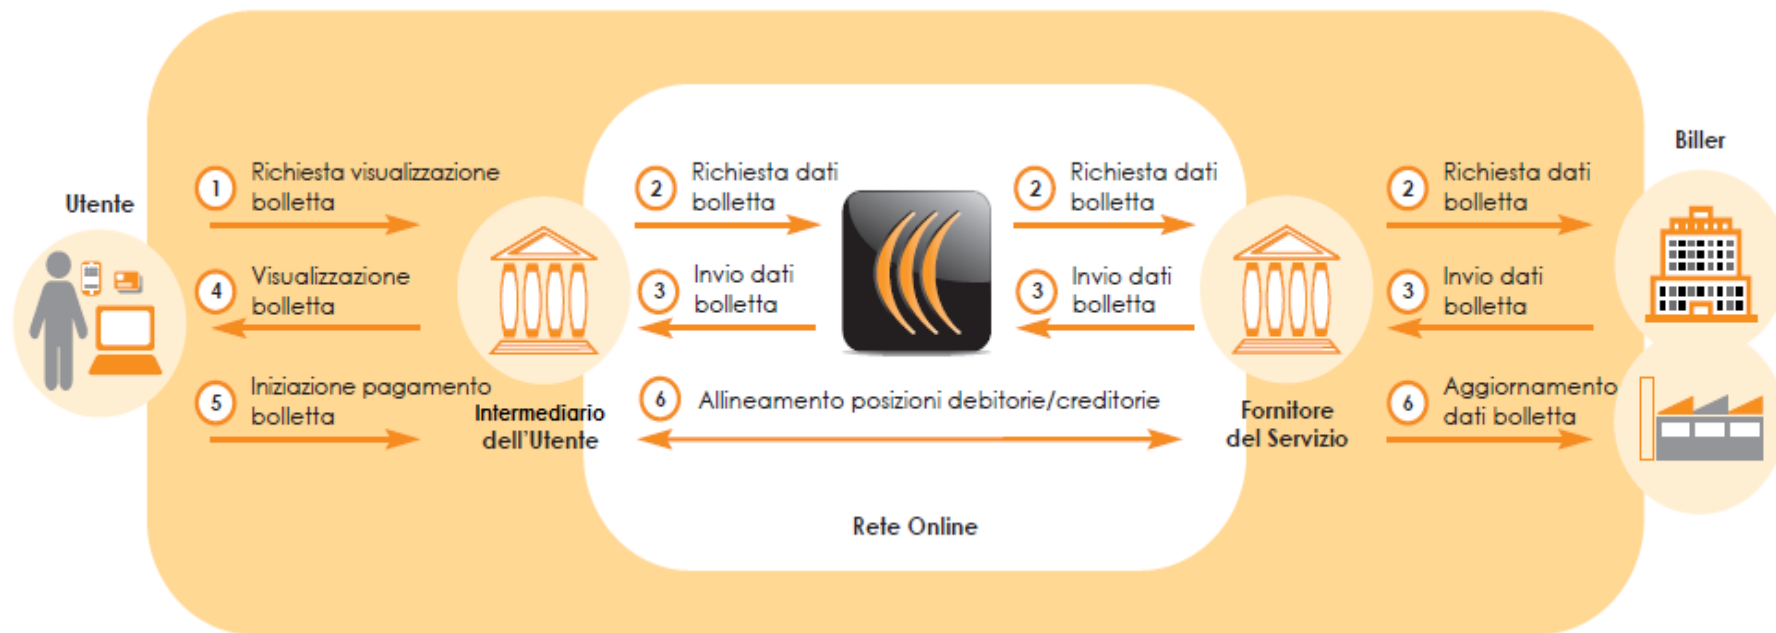 Biller
Utente
1 Richiesta visualizzazione
bolletta
2 Richiesta dati
bolletta
2 Richiesta dati
bolletta
2 Richiesta dati
bolletta
4 Visualizzazione
bolletta
3 Invio dati
bolletta
3 Invio dati
bolletta
3 Invio dati
bolletta
5 Iniziazione pagamento
bolletta
Intermediario
dell'Utente
6 Allineamento posizioni debitorie/creditorie
Fornitore
del Servizio
6 Aggiornamento
dati bolletta
Rete Online